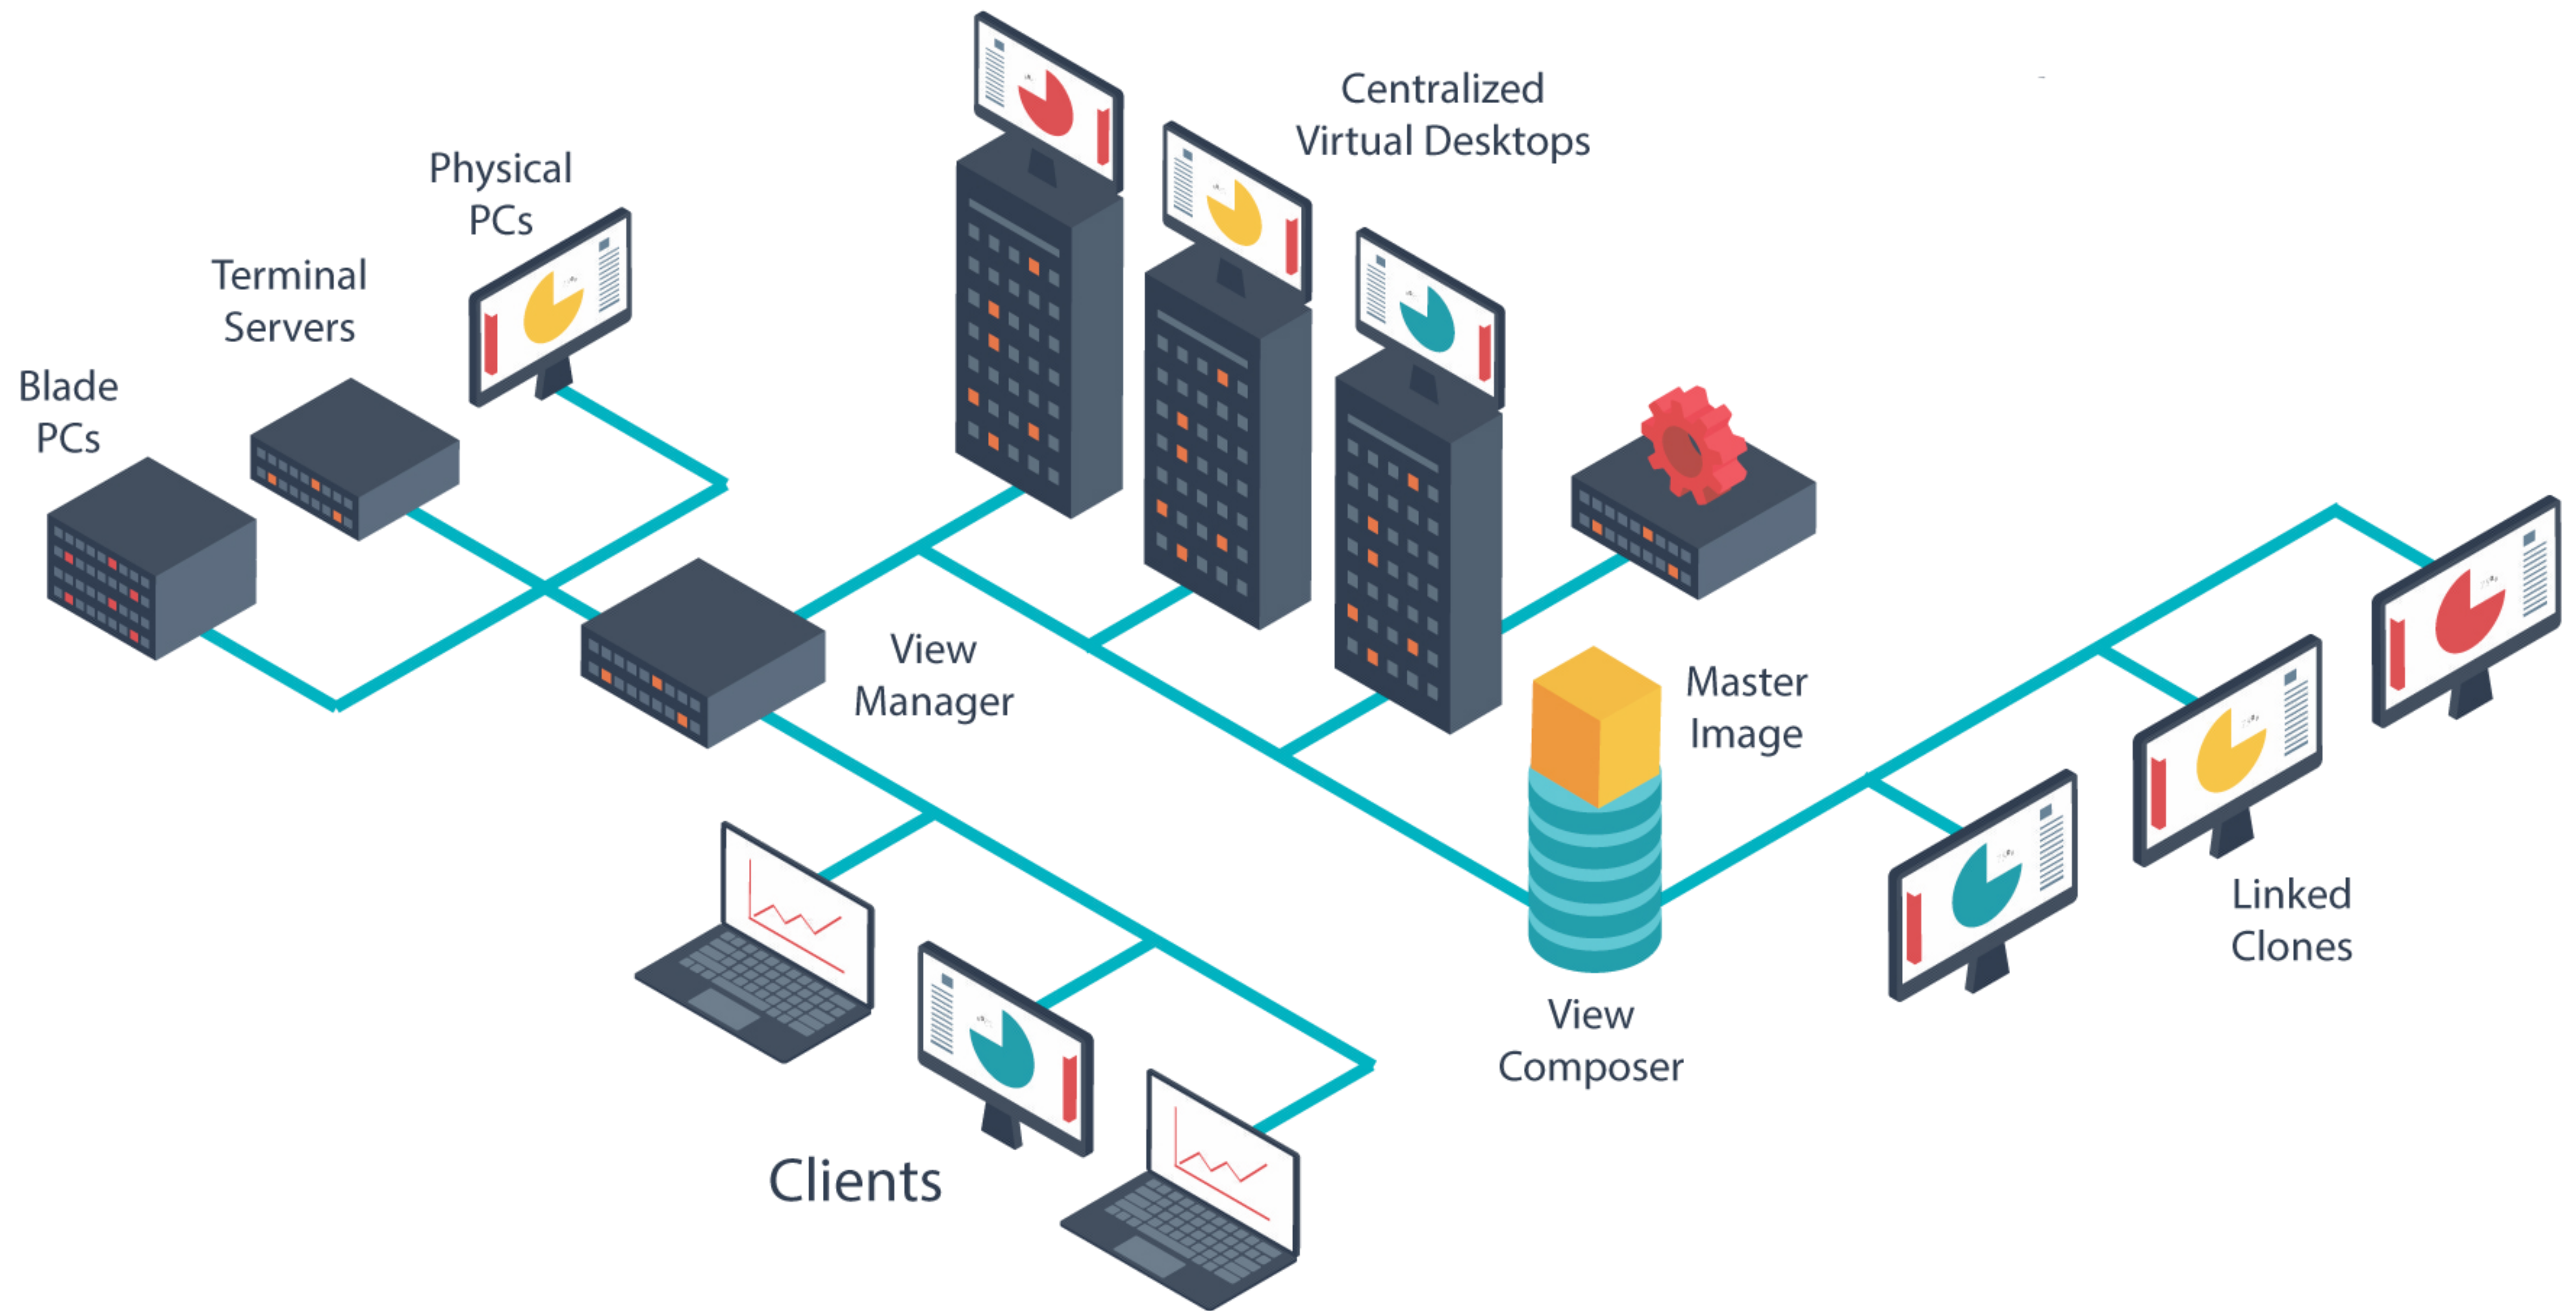 Centralized
Virtual Desktops
Physical
PCs
Terminal
Servers
Blade
PCs
View
Manager
Master
Image
Linked
Clones
View
Composer
Clients